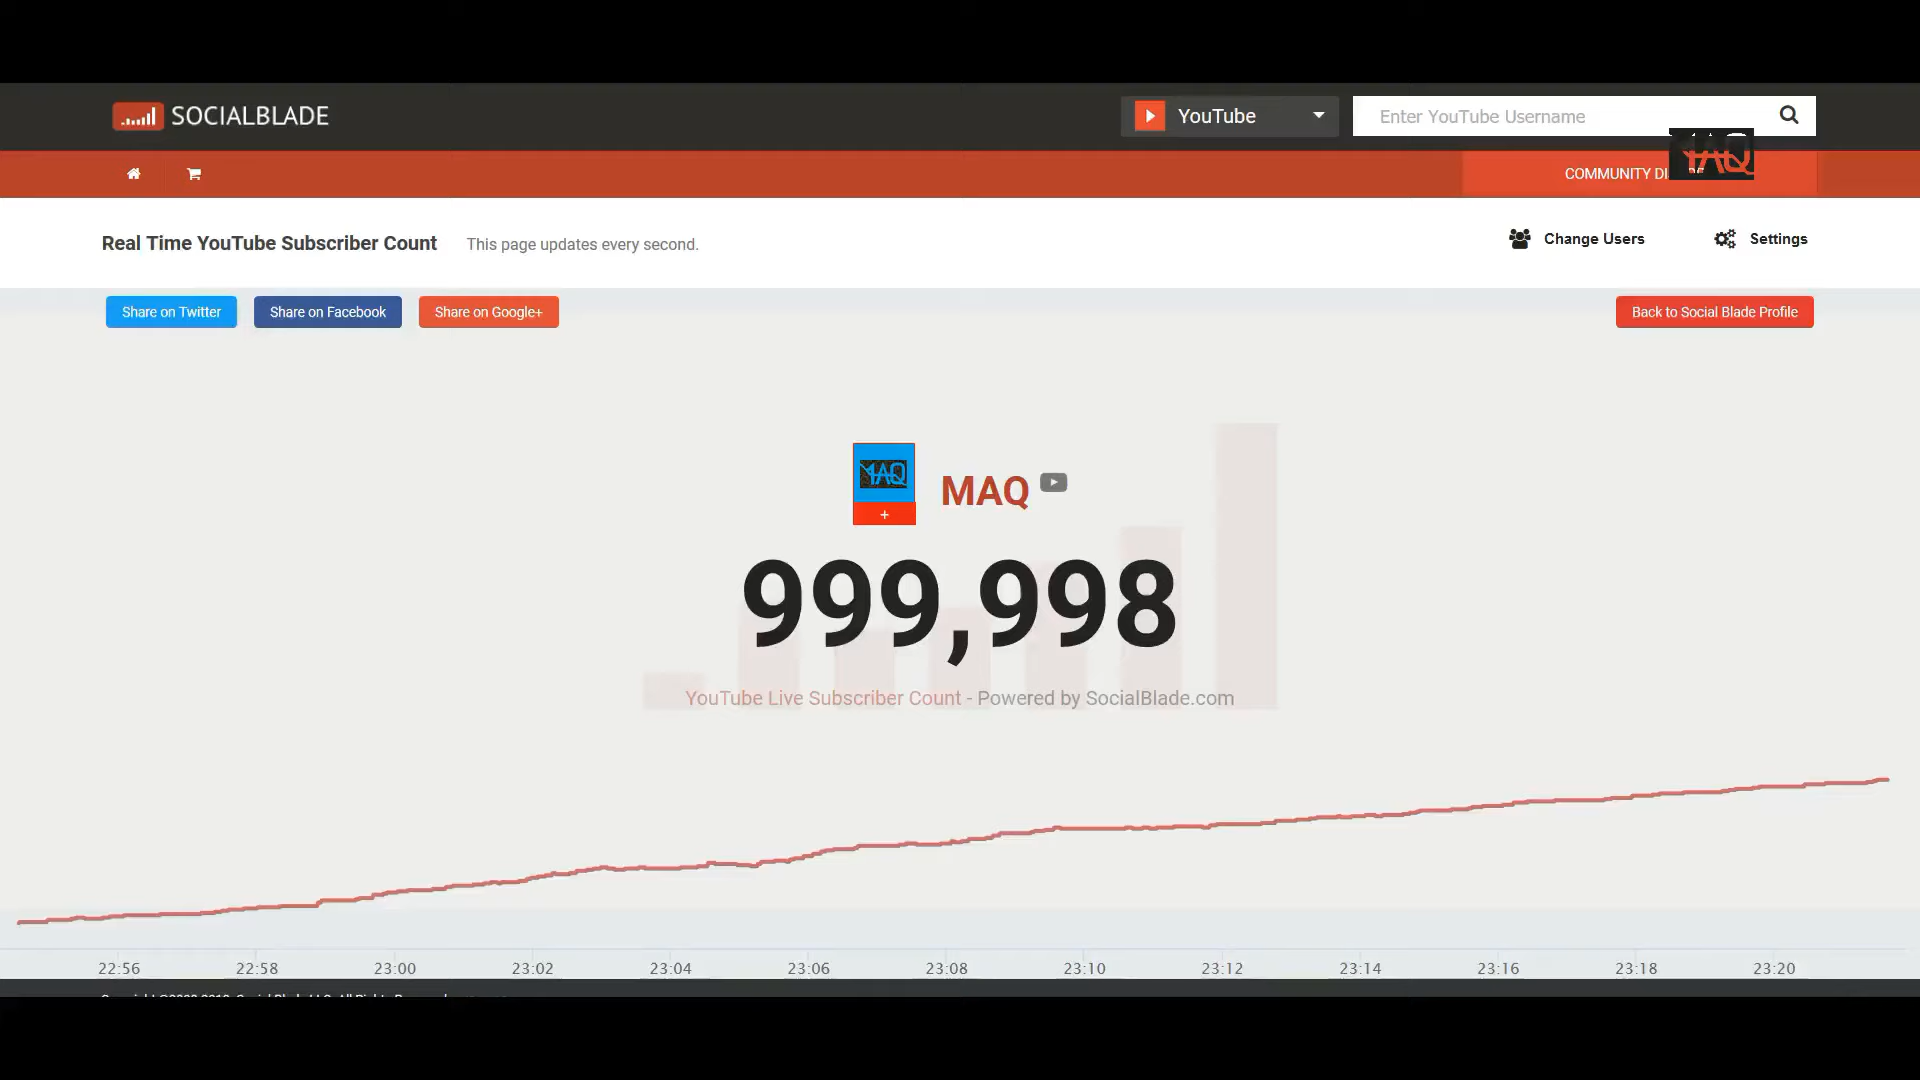 SOCIALBLADE
YouTube
Enter YouTube Username
MAQ
COMMUNITY
Real Time YouTube Subscriber Count
This page updates every second.
Change Users
Settings
Share on Twitter
Share on Facebook
Share on Google+
Back to Social Blade Profile
MAQ
+
MAQ
999,998
YouTube Live Subscriber Count - Powered by SocialBlade.com
22:56 22:58 23:00 23:02 23:04 23:06 23:08 23:10 23:12 23:14 23:16 23:18 23:20